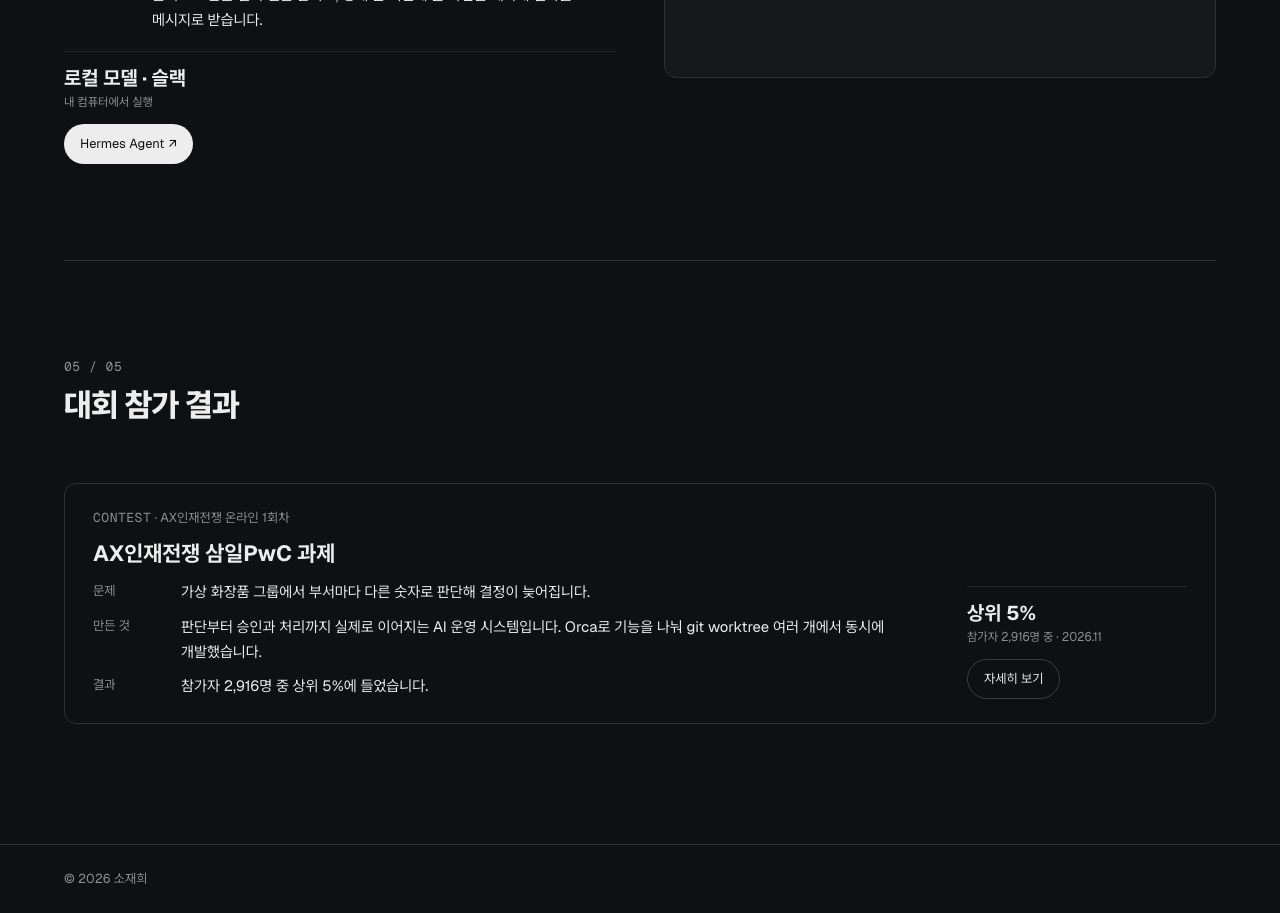 메시지로 받습니다.
로컬 모델 · 슬랙
내 컴퓨터에서 실행
Hermes Agent ↗
05 / 05
대회 참가 결과
CONTEST · AX인재전쟁 온라인 1회차
AX인재전쟁 삼일PwC 과제
문제 가상 화장품 그룹에서 부서마다 다른 숫자로 판단해 결정이 늦어집니다.
만든 것 판단부터 승인과 처리까지 실제로 이어지는 AI 운영 시스템입니다. Orca로 기능을 나눠 git worktree 여러 개에서 동시에
개발했습니다.
결과 참가자 2,916명 중 상위 5%에 들었습니다.
상위 5%
참가자 2,916명 중 · 2026.11
자세히 보기
© 2026 소재희